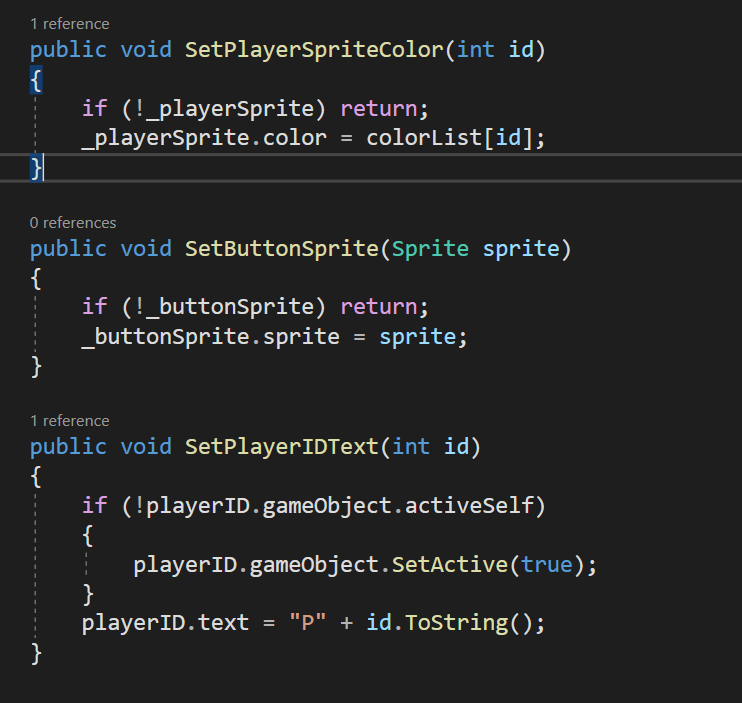 1 reference
public void SetPlayerSpriteColor(int id)
{
if (!_playerSprite) return;
_playerSprite.color = colorList[id];
}
0 references
public void SetButtonSprite(Sprite sprite)
{
if (!_buttonSprite) return;
_buttonSprite.sprite = sprite;
}
1 reference
public void SetPlayerIDText(int id)
{
if (!playerID.gameObject.activeSelf)
{
playerID.gameObject.SetActive(true);
}
playerID.text = "P" + id.ToString();
}